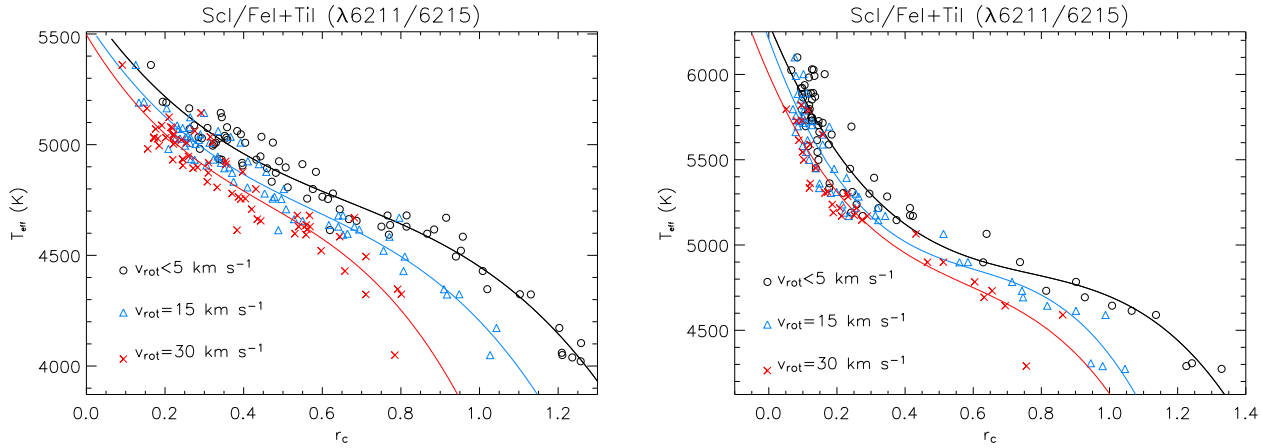 ScI/FeI+TiI (λ6211/6215)
5500
5000
4500
4000
T_eff (K)
v_rot<5 km s⁻¹
v_rot=15 km s⁻¹
v_rot=30 km s⁻¹
0.0 0.2 0.4 0.6 0.8 1.0 1.2
r_c
ScI/FeI+TiI (λ6211/6215)
6000
5500
5000
4500
T_eff (K)
v_rot<5 km s⁻¹
v_rot=15 km s⁻¹
v_rot=30 km s⁻¹
0.0 0.2 0.4 0.6 0.8 1.0 1.2 1.4
r_c